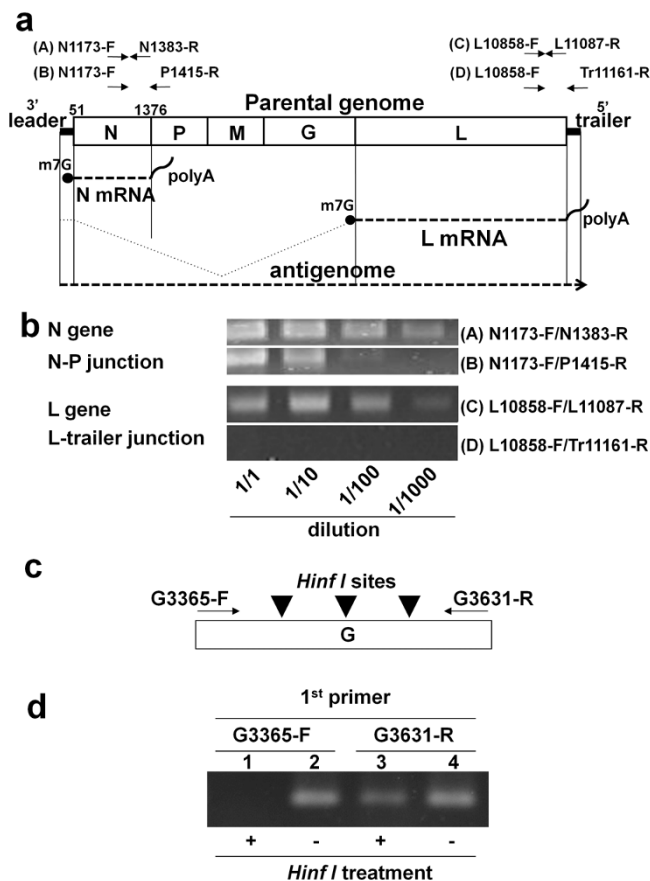 a
(A) N1173-F N1383-R
(B) N1173-F P1415-R
(C) L10858-F L11087-R
(D) L10858-F Tr11161-R
3’ 51 1376 Parental genome 5’
leader trailer
N P M G L
m7G
N mRNA polyA
m7G
L mRNA polyA
antigenome
b
N gene (A) N1173-F/N1383-R
N-P junction (B) N1173-F/P1415-R
L gene (C) L10858-F/L11087-R
L-trailer junction (D) L10858-F/Tr11161-R
1/1 1/10 1/100 1/1000
dilution
c
Hinf I sites
G3365-F G3631-R
G
d
1st primer
G3365-F G3631-R
1 2 3 4
+ - + -
Hinf I treatment